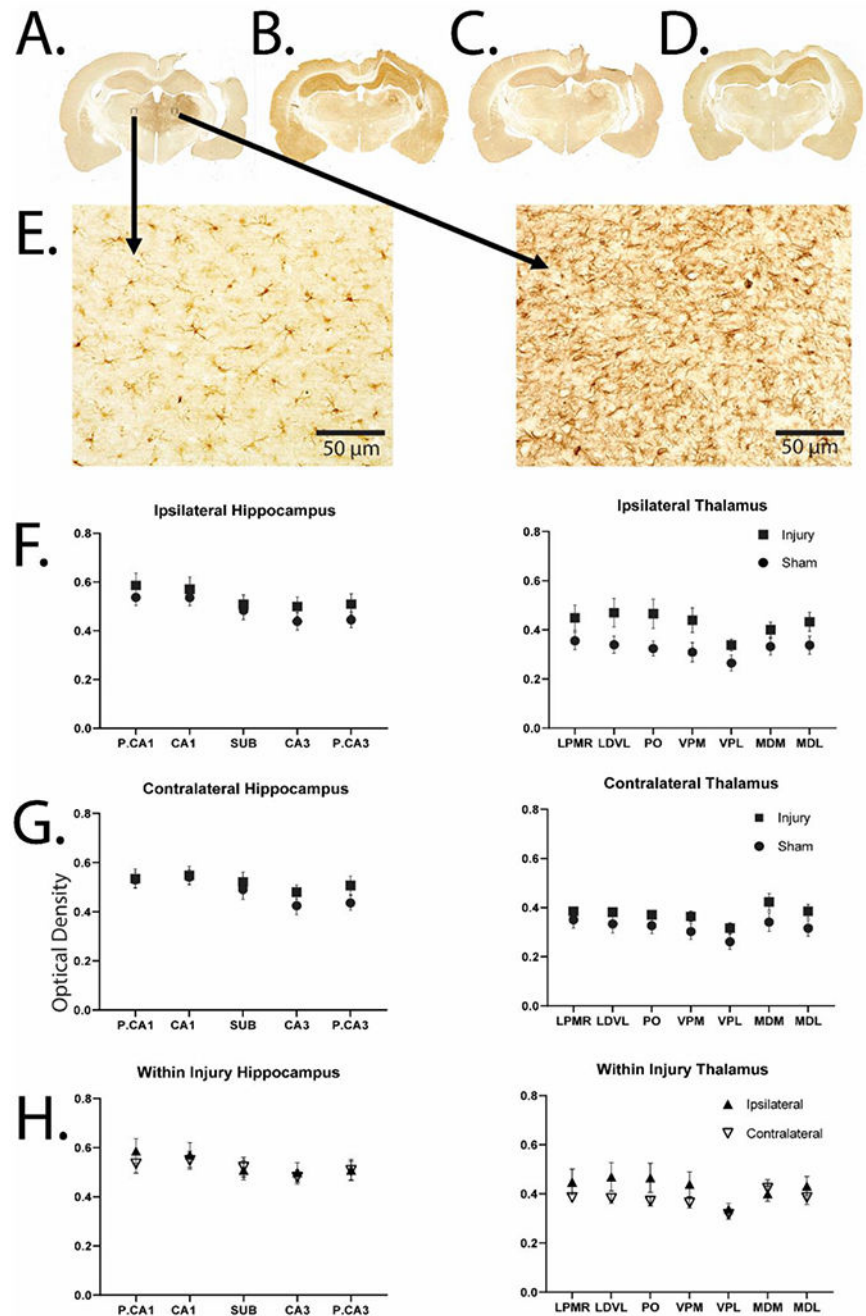 A. B. C. D.
E.
50 µm 50 µm
F.
Ipsilateral Hippocampus
0.8
0.6
0.4
0.2
0.0
P.CA1 CA1 SUB CA3 P.CA3
Ipsilateral Thalamus
Injury
Sham
0.8
0.6
0.4
0.2
0.0
LPMR LDVL PO VPM VPL MDM MDL
G.
Optical Density
Contralateral Hippocampus
0.8
0.6
0.4
0.2
0.0
P.CA1 CA1 SUB CA3 P.CA3
Contralateral Thalamus
Injury
Sham
0.8
0.6
0.4
0.2
0.0
LPMR LDVL PO VPM VPL MDM MDL
H.
Within Injury Hippocampus
0.8
0.6
0.4
0.2
0.0
P.CA1 CA1 SUB CA3 P.CA3
Within Injury Thalamus
Ipsilateral
Contralateral
0.8
0.6
0.4
0.2
0.0
LPMR LDVL PO VPM VPL MDM MDL